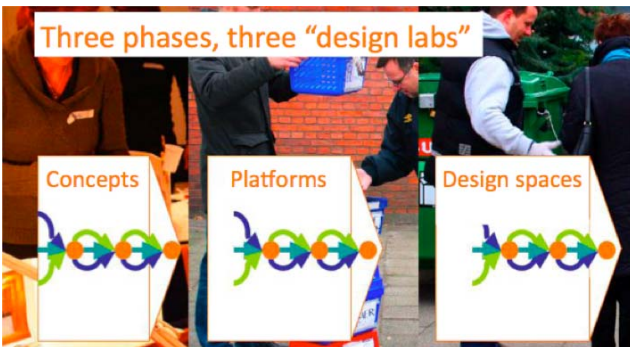 Three phases, three “design labs”
Concepts
Platforms
Design spaces